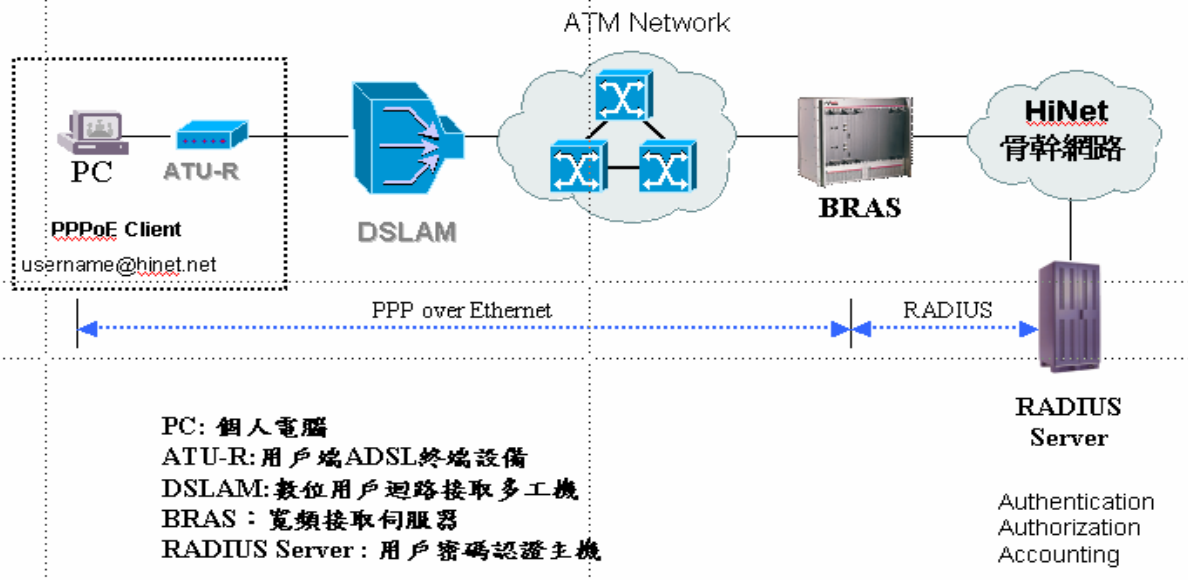 ATM Network
HiNet
骨幹網路
PC
ATU-R
DSLAM
BRAS
PPPoE Client
username@hinet.net
PPP over Ethernet
RADIUS
RADIUS
Server
PC: 個人電腦
ATU-R:用戶端ADSL終端設備
DSLAM:數位用戶迴路接取多工機
BRAS：寬頻接取伺服器
RADIUS Server : 用戶密碼認證主機
Authentication
Authorization
Accounting